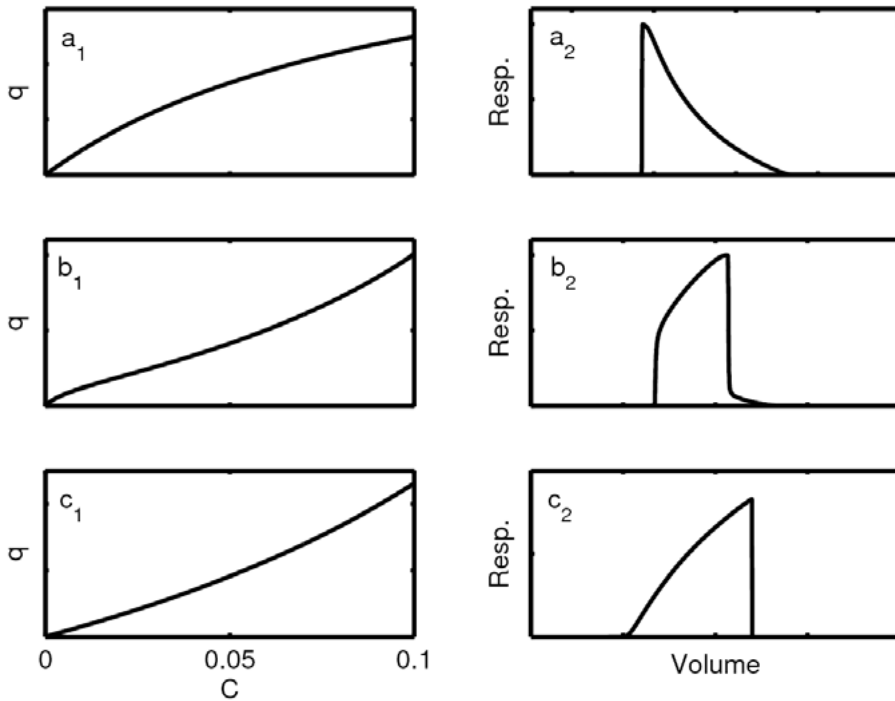 a₁
q
a₂
Resp.
b₁
q
b₂
Resp.
c₁
q
0 0.05 0.1
C
c₂
Resp.
Volume